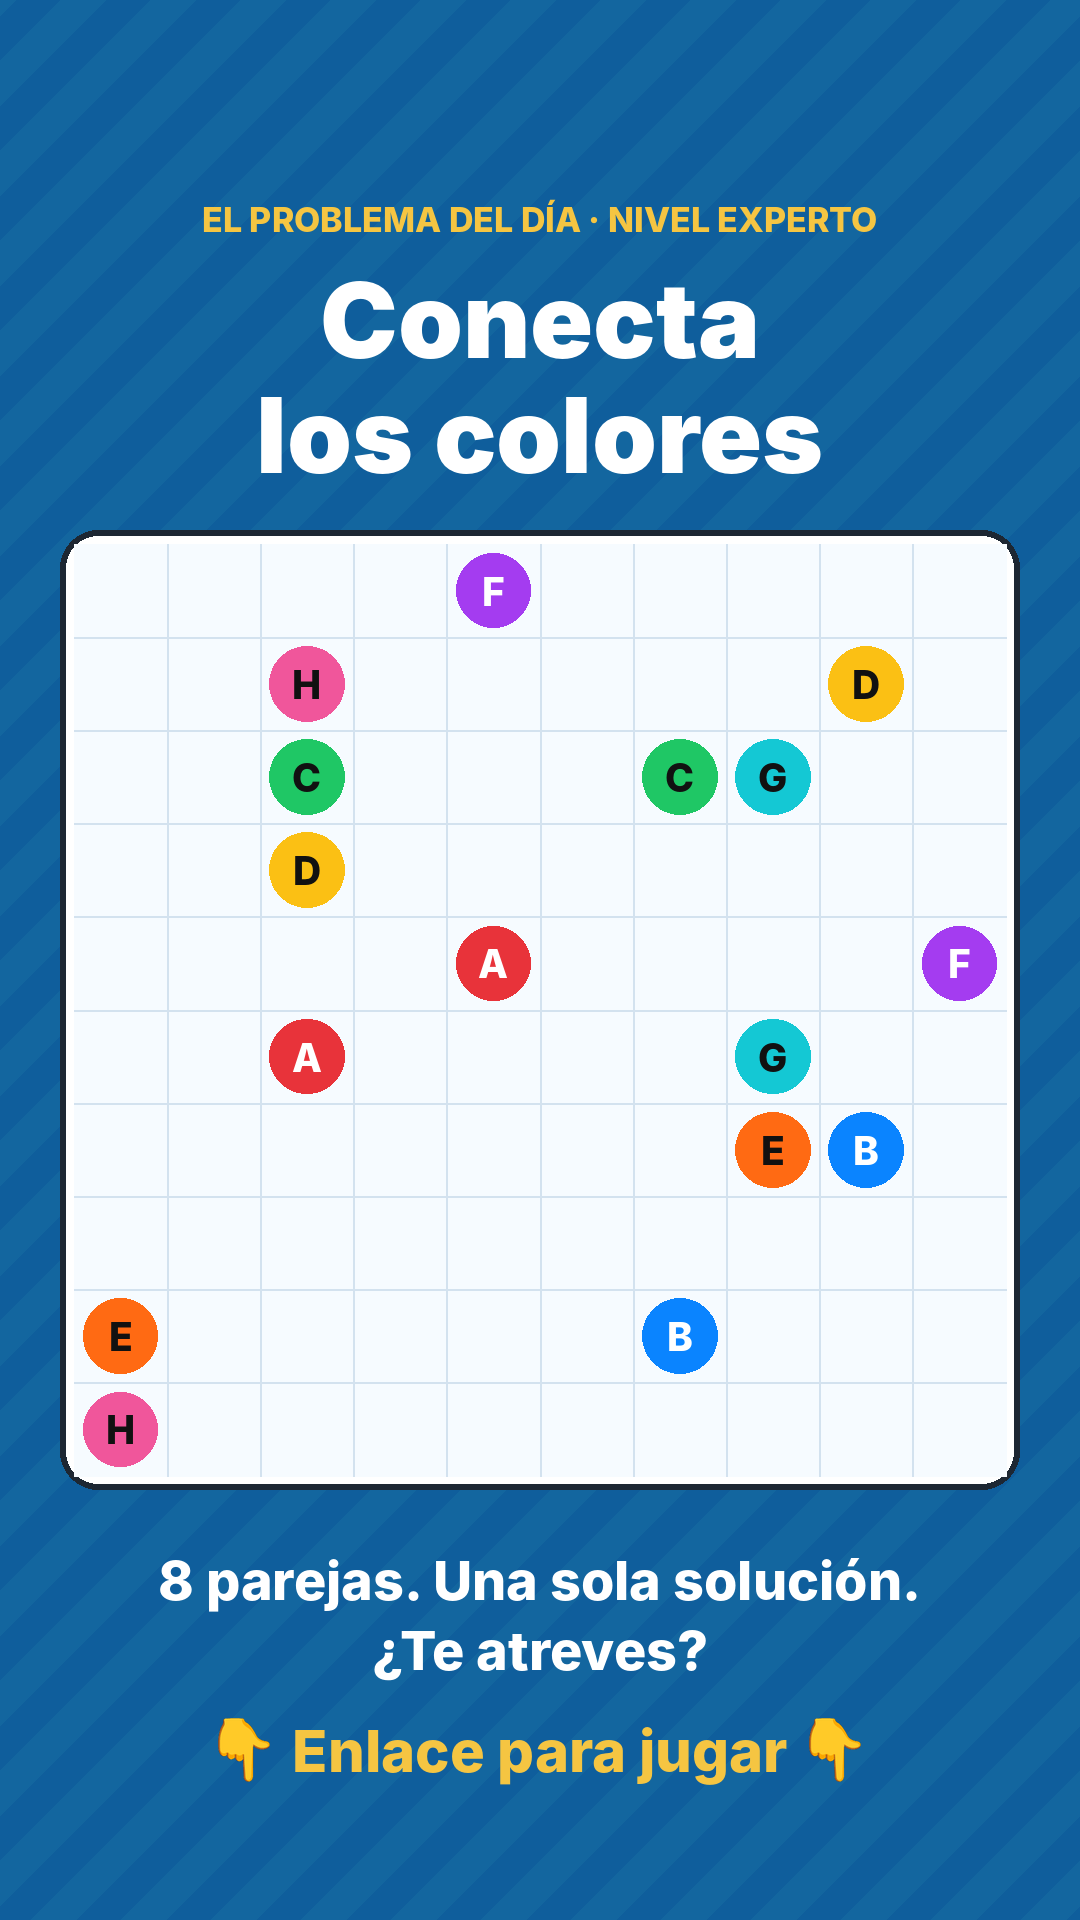 EL PROBLEMA DEL DÍA · NIVEL EXPERTO
Conecta
los colores
F
H D
C C G
D
A F
A G
E B
E B
H
8 parejas. Una sola solución.
¿Te atreves?
👇 Enlace para jugar 👇